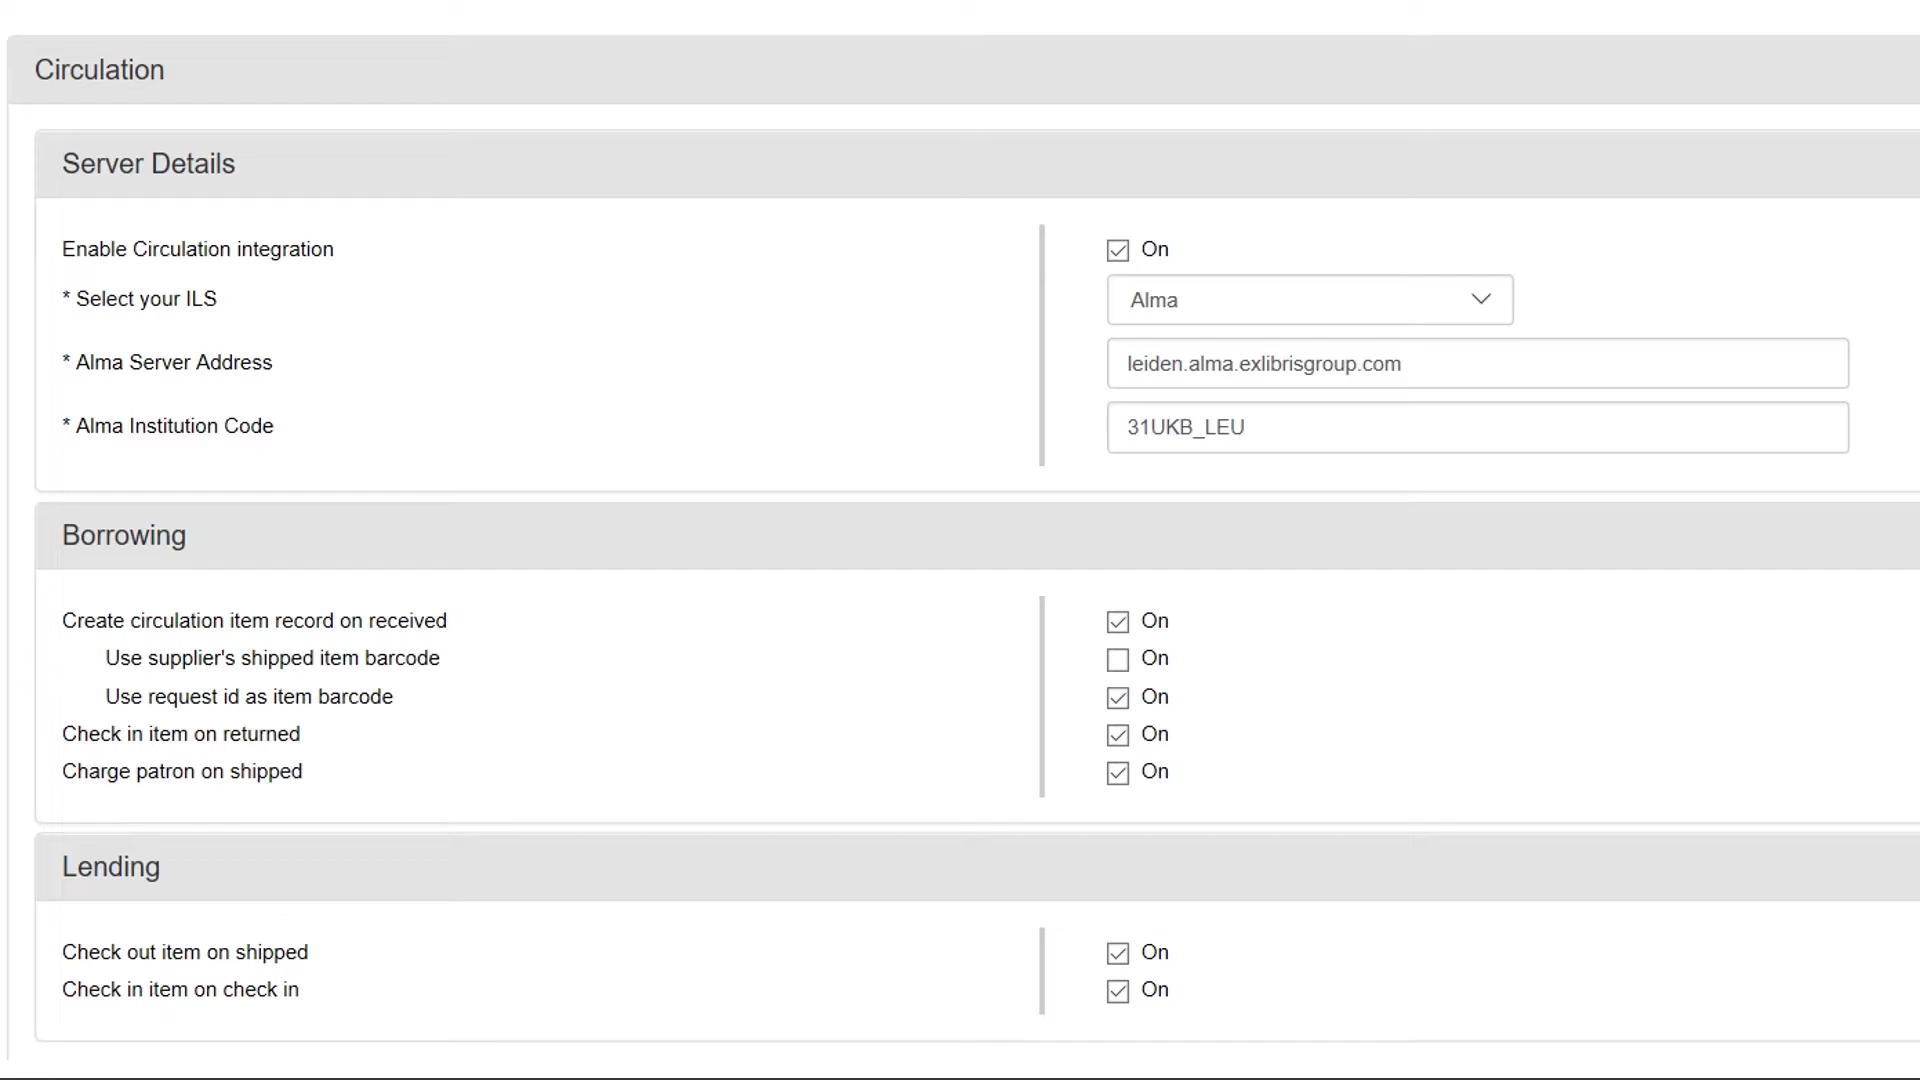 Circulation
Server Details
Enable Circulation integration On
* Select your ILS Alma
* Alma Server Address leiden.alma.exlibrisgroup.com
* Alma Institution Code 31UKB_LEU
Borrowing
Create circulation item record on received On
Use supplier's shipped item barcode On
Use request id as item barcode On
Check in item on returned On
Charge patron on shipped On
Lending
Check out item on shipped On
Check in item on check in On